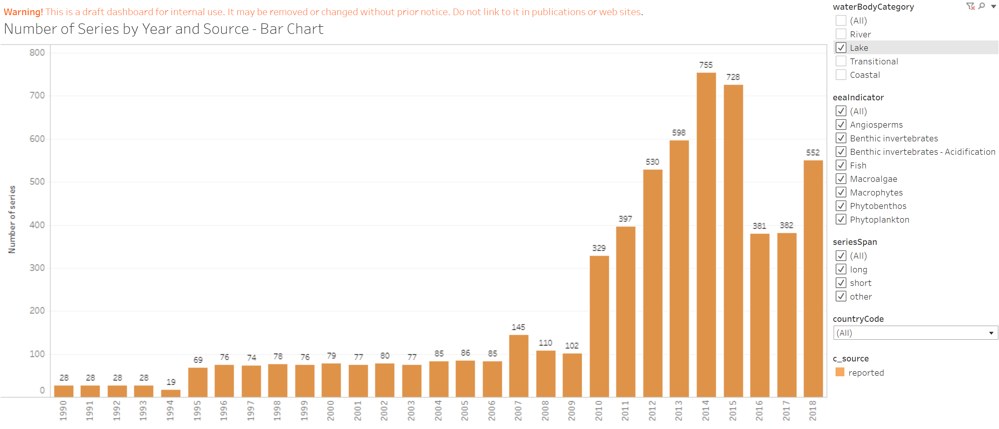 Warning! This is a draft dashboard for internal use. It may be removed or changed without prior notice. Do not link to it in publications or web sites.
Number of Series by Year and Source - Bar Chart
Number of series
800
700
600
500
400
300
200
100
0
28
28
28
28
19
69
76
74
78
76
79
77
80
77
85
86
85
145
110
102
329
397
530
598
755
728
381
382
552
1990
1991
1992
1993
1994
1995
1996
1997
1998
1999
2000
2001
2002
2003
2004
2005
2006
2007
2008
2009
2010
2011
2012
2013
2014
2015
2016
2017
2018
waterBodyCategory
(All)
River
Lake
Transitional
Coastal
eeaIndicator
(All)
Angiosperms
Benthic invertebrates
Benthic invertebrates - Acidification
Fish
Macroalgae
Macrophytes
Phytobenthos
Phytoplankton
seriesSpan
(All)
long
short
other
countryCode
(All)
c_source
reported